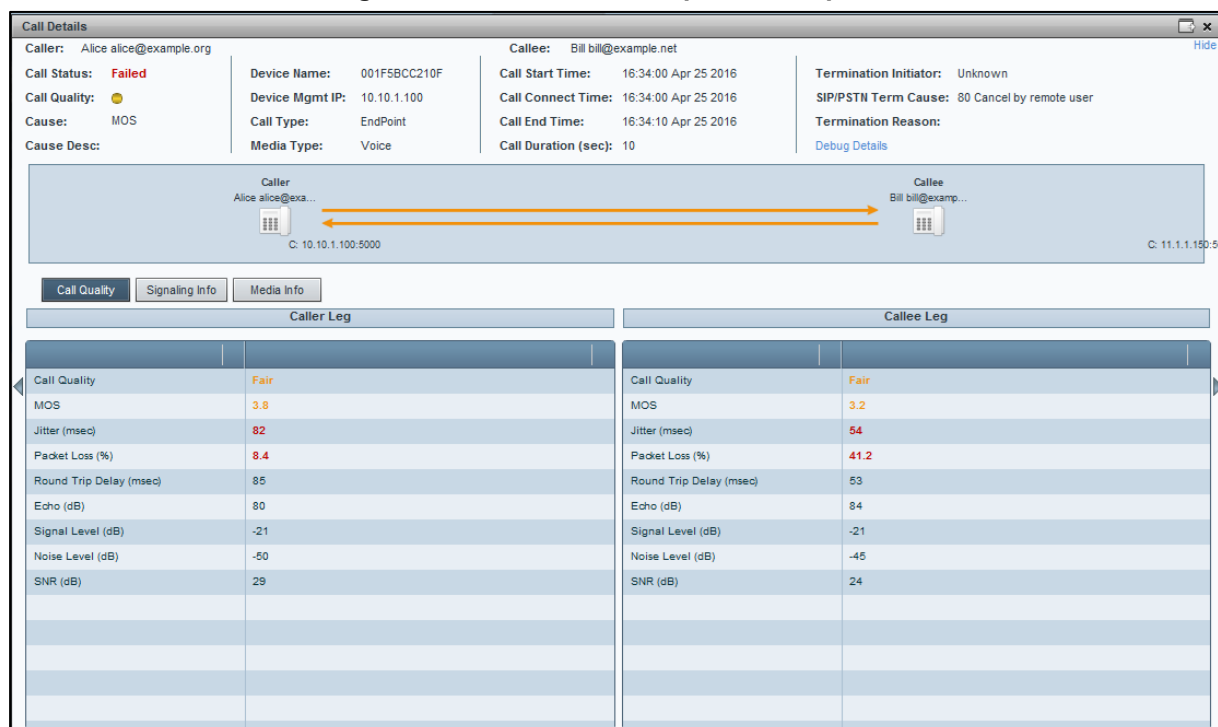 Call Details
Caller: Alice alice@example.org Callee: Bill bill@example.net Hide
Call Status: Failed Device Name: 001F5BCC210F Call Start Time: 16:34:00 Apr 25 2016 Termination Initiator: Unknown
Call Quality: Device Mgmt IP: 10.10.1.100 Call Connect Time: 16:34:00 Apr 25 2016 SIP/PSTN Term Cause: 80 Cancel by remote user
Cause: MOS Call Type: EndPoint Call End Time: 16:34:10 Apr 25 2016 Termination Reason:
Cause Desc: Media Type: Voice Call Duration (sec): 10 Debug Details
Caller Callee
Alice alice@exa... Bill bill@examp...
C: 10.10.1.100:5000 C: 11.1.1.150:5
Call Quality Signaling Info Media Info
Caller Leg Callee Leg
Call Quality Fair Call Quality Fair
MOS 3.8 MOS 3.2
Jitter (msec) 82 Jitter (msec) 54
Packet Loss (%) 8.4 Packet Loss (%) 41.2
Round Trip Delay (msec) 85 Round Trip Delay (msec) 53
Echo (dB) 80 Echo (dB) 84
Signal Level (dB) -21 Signal Level (dB) -21
Noise Level (dB) -50 Noise Level (dB) -45
SNR (dB) 29 SNR (dB) 24